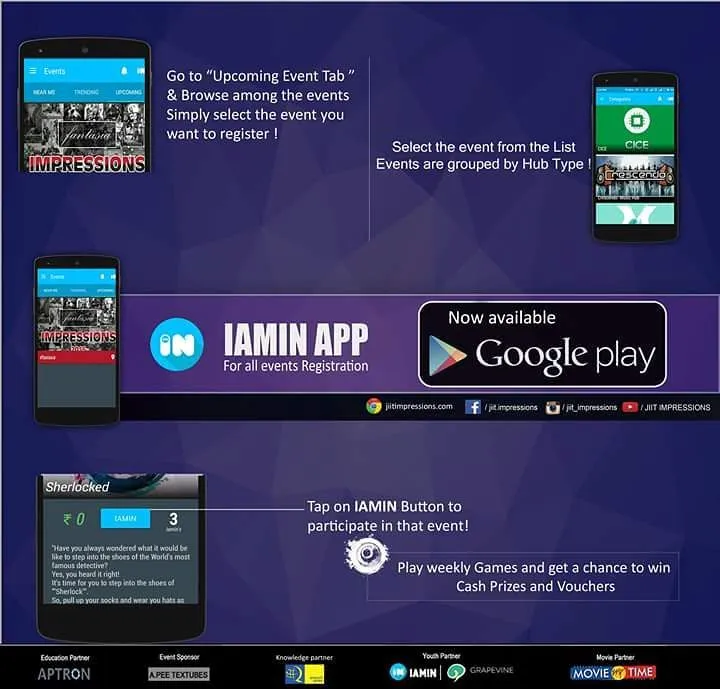 Events
NEAR ME TRENDING UPCOMING
fantasia
IMPRESSIONS
Go to “Upcoming Event Tab ”
& Browse among the events
Simply select the event you
want to register !
Select the event from the List
Events are grouped by Hub Type !
Categories
CICE
CICE
Crescendo
Crescendo Music Hub
Events
NEAR ME TRENDING UPCOMING
fantasia
IMPRESSIONS
iN
IAMIN APP
For all events Registration
Now available
Google play
jiitimpressions.com
/ jiit.impressions
/ jiit_impressions
/ JIIT IMPRESSIONS
Sherlocked
₹ 0
IAMIN
3
Iamin's
"Have you always wondered what it would be
like to step into the shoes of the World's most
famous detective?
Yes, you heard it right!
It's time for you to step into the shoes of
"'Sherlock'".
So, pull up your socks and wear you hats as
Tap on IAMIN Button to
participate in that event!
Play weekly Games and get a chance to win
Cash Prizes and Vouchers
Education Partner
APTRON
Event Sponsor
A.PEE TEXTUBES
Knowledge partner
Youth Partner
iN IAMIN | GRAPEVINE
Movie Partner
MOVIE TIME